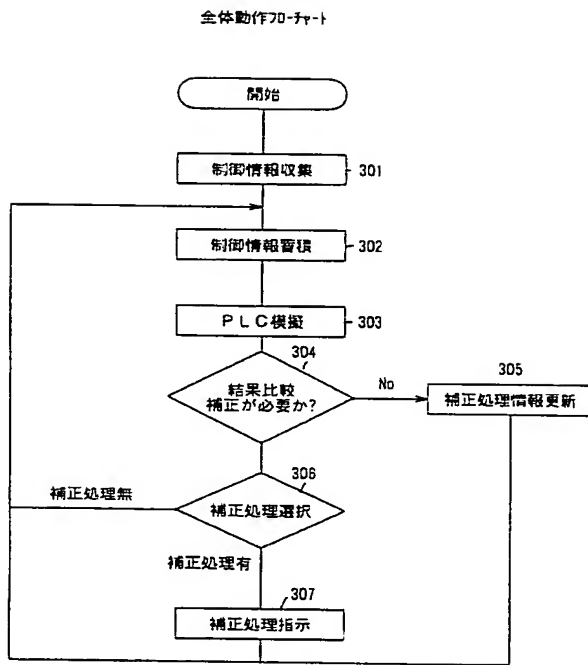 全体動作フローチャート
開始
制御情報収集
301
制御情報蓄積
302
PLC模擬
303
304
結果比較
補正が必要か?
No
305
補正処理情報更新
306
補正処理選択
補正処理無
補正処理有
307
補正処理指示